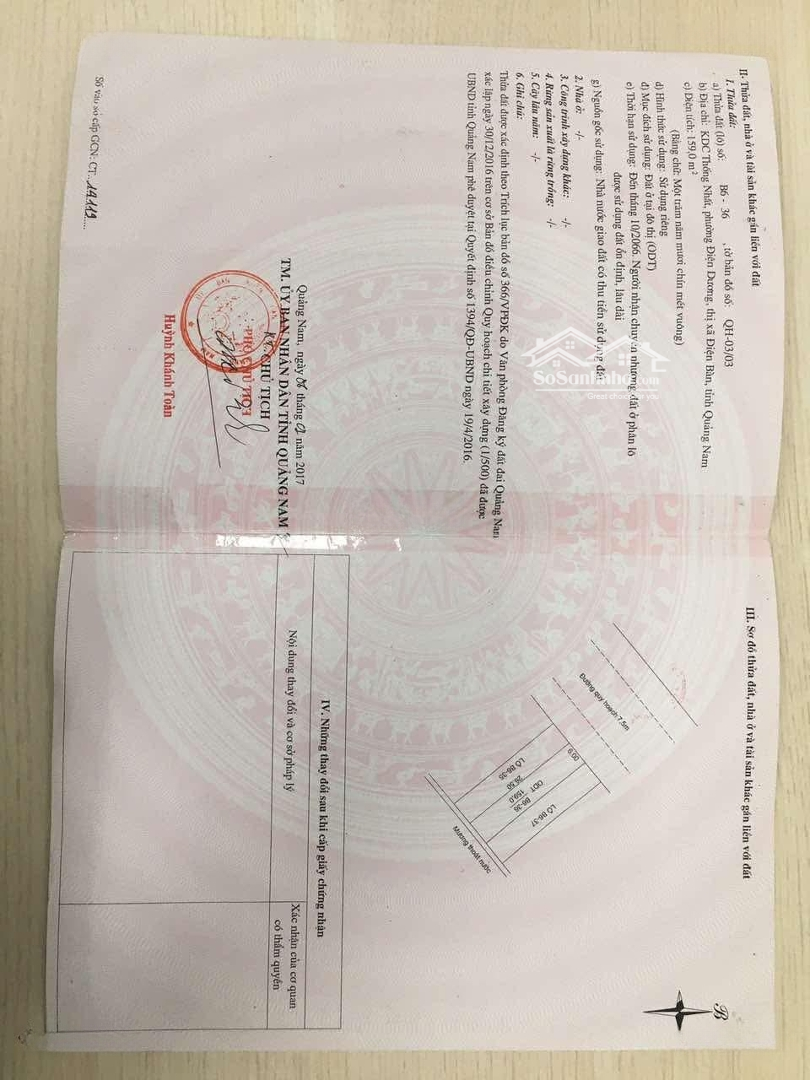 II- Thửa đất, nhà ở và tài sản khác gắn liền với đất
1. Thửa đất:
a) Thửa đất (lô) số: B6 - 36 , tờ bản đồ số: QH-03/03
b) Địa chỉ: KDC Thống Nhất, phường Điện Dương, thị xã Điện Bàn, tỉnh Quảng Nam
c) Diện tích: 159,0 m²
(Bằng chữ: Một trăm năm mươi chín mét vuông)
d) Hình thức sử dụng: Sử dụng riêng
đ) Mục đích sử dụng: Đất ở tại đô thị (ODT)
e) Thời hạn sử dụng: Đến tháng 10/2066. Người nhận chuyển nhượng đất ở phân lô
được sử dụng đất ổn định, lâu dài
g) Nguồn gốc sử dụng: Nhà nước giao đất có thu tiền sử dụng đất
2. Nhà ở: -/-
3. Công trình xây dựng khác: -/-
4. Rừng sản xuất là rừng trồng: -/-
5. Cây lâu năm: -/-
6. Ghi chú:
Thửa đất được xác định theo Trích lục bản đồ số 366/VPĐK do Văn phòng Đăng ký đất đai Quảng Nam
xác lập ngày 30/12/2016 trên cơ sở Bản đồ điều chỉnh Quy hoạch chi tiết xây dựng (1/500) đã được
UBND tỉnh Quảng Nam phê duyệt tại Quyết định số 1394/QĐ-UBND ngày 19/4/2016.
Quảng Nam, ngày tháng năm 2017
TM. ỦY BAN NHÂN DÂN TỈNH QUẢNG NAM
KT. CHỦ TỊCH
PHÓ CHỦ TỊCH
Huỳnh Khánh Toàn
Số vào sổ cấp GCN: CT. 14119
III. Sơ đồ thửa đất, nhà ở và tài sản khác gắn liền với đất
B
Đường quy hoạch 7.5m
6.00
LÔ B6-35
26.50
ODT
B6-36
159.0
LÔ B6-37
Mương thoát nước
IV. Những thay đổi sau khi cấp giấy chứng nhận
Nội dung thay đổi và cơ sở pháp lý
Xác nhận của cơ quan
có thẩm quyền
SoSanhNha.com
Great choice for you